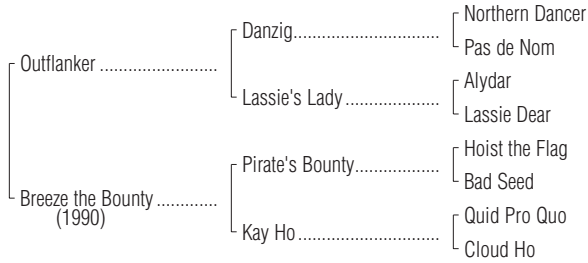 Northern Dancer
Danzig
Pas de Nom
Outflanker
Alydar
Lassie's Lady
Lassie Dear
Hoist the Flag
Pirate's Bounty
Bad Seed
Breeze the Bounty
(1990)
Quid Pro Quo
Kay Ho
Cloud Ho